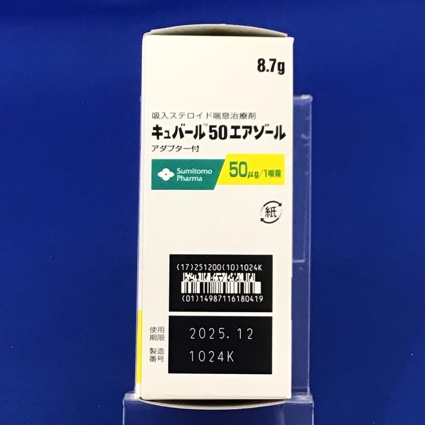 8.7g
吸入ステロイド喘息治療剤
キュバール™50エアゾール
アダプター付
Sumitomo
Pharma
50μg/1噴霧
紙
(17)251200(10)1024K
(01)14987116180419
使用
期限
2025.12
製造
番号
1024K